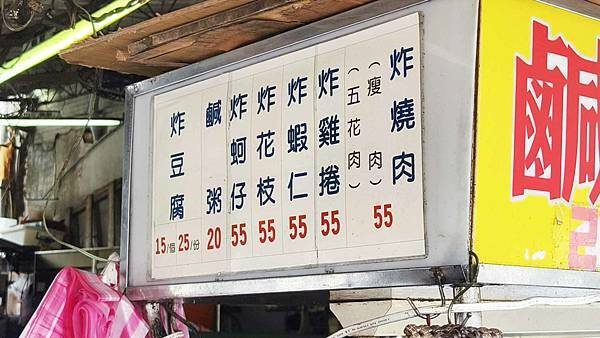 炸燒肉
（瘦肉）
（五花肉）
55
炸雞捲
55
炸蝦仁
55
炸花枝
55
炸蚵仔
55
鹹粥
20
炸豆腐
15/個 25/份
鹹